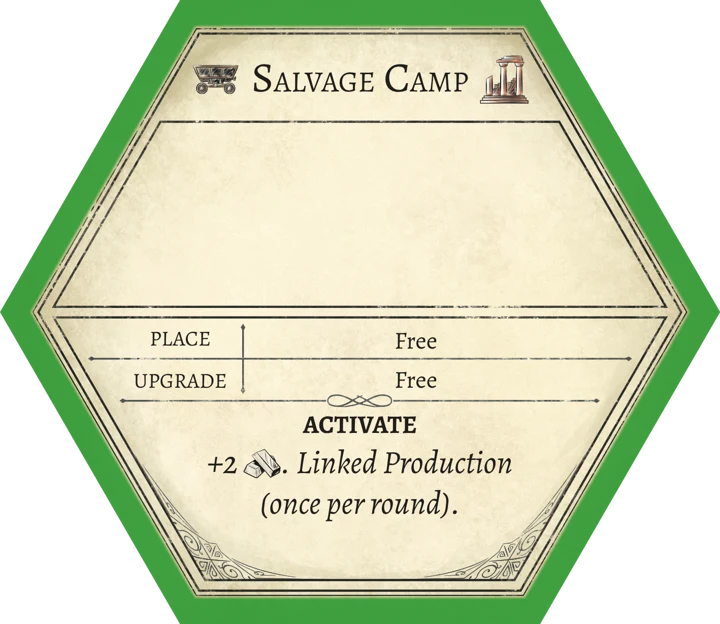 Salvage Camp
PLACE Free
UPGRADE Free
ACTIVATE
+2 . Linked Production
(once per round).